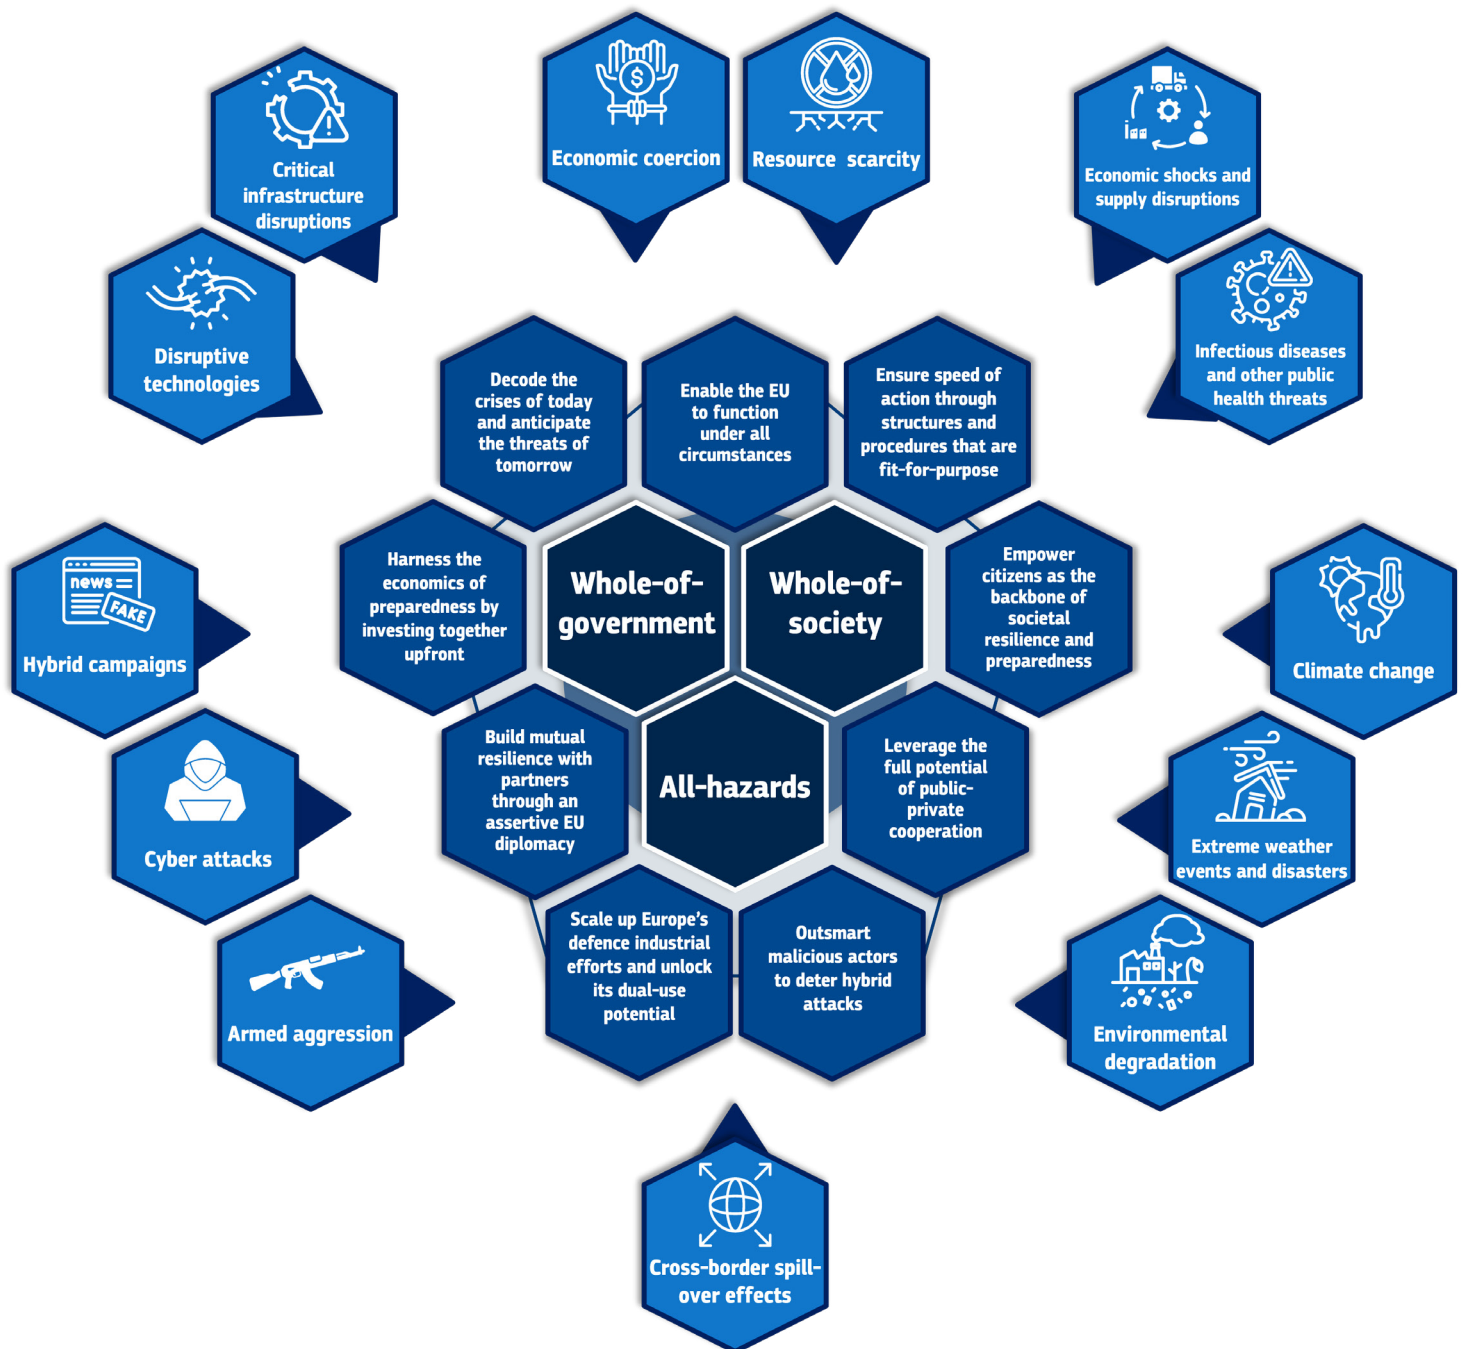 Economic coercion
Resource scarcity
Critical
infrastructure
disruptions
Economic shocks and
supply disruptions
Disruptive
technologies
Infectious diseases
and other public
health threats
Decode the
crises of today
and anticipate
the threats of
tomorrow
Enable the EU
to function
under all
circumstances
Ensure speed of
action through
structures and
procedures that are
fit-for-purpose
Harness the
economics of
preparedness by
investing together
upfront
Whole-of-
government
Whole-of-
society
Empower
citizens as the
backbone of
societal
resilience and
preparedness
news
FAKE
Hybrid campaigns
Climate change
Build mutual
resilience with
partners
through an
assertive EU
diplomacy
All-hazards
Leverage the
full potential
of public-
private
cooperation
Cyber attacks
Extreme weather
events and disasters
Scale up Europe's
defence industrial
efforts and unlock
its dual-use
potential
Outsmart
malicious actors
to deter hybrid
attacks
Armed aggression
Environmental
degradation
Cross-border spill-
over effects